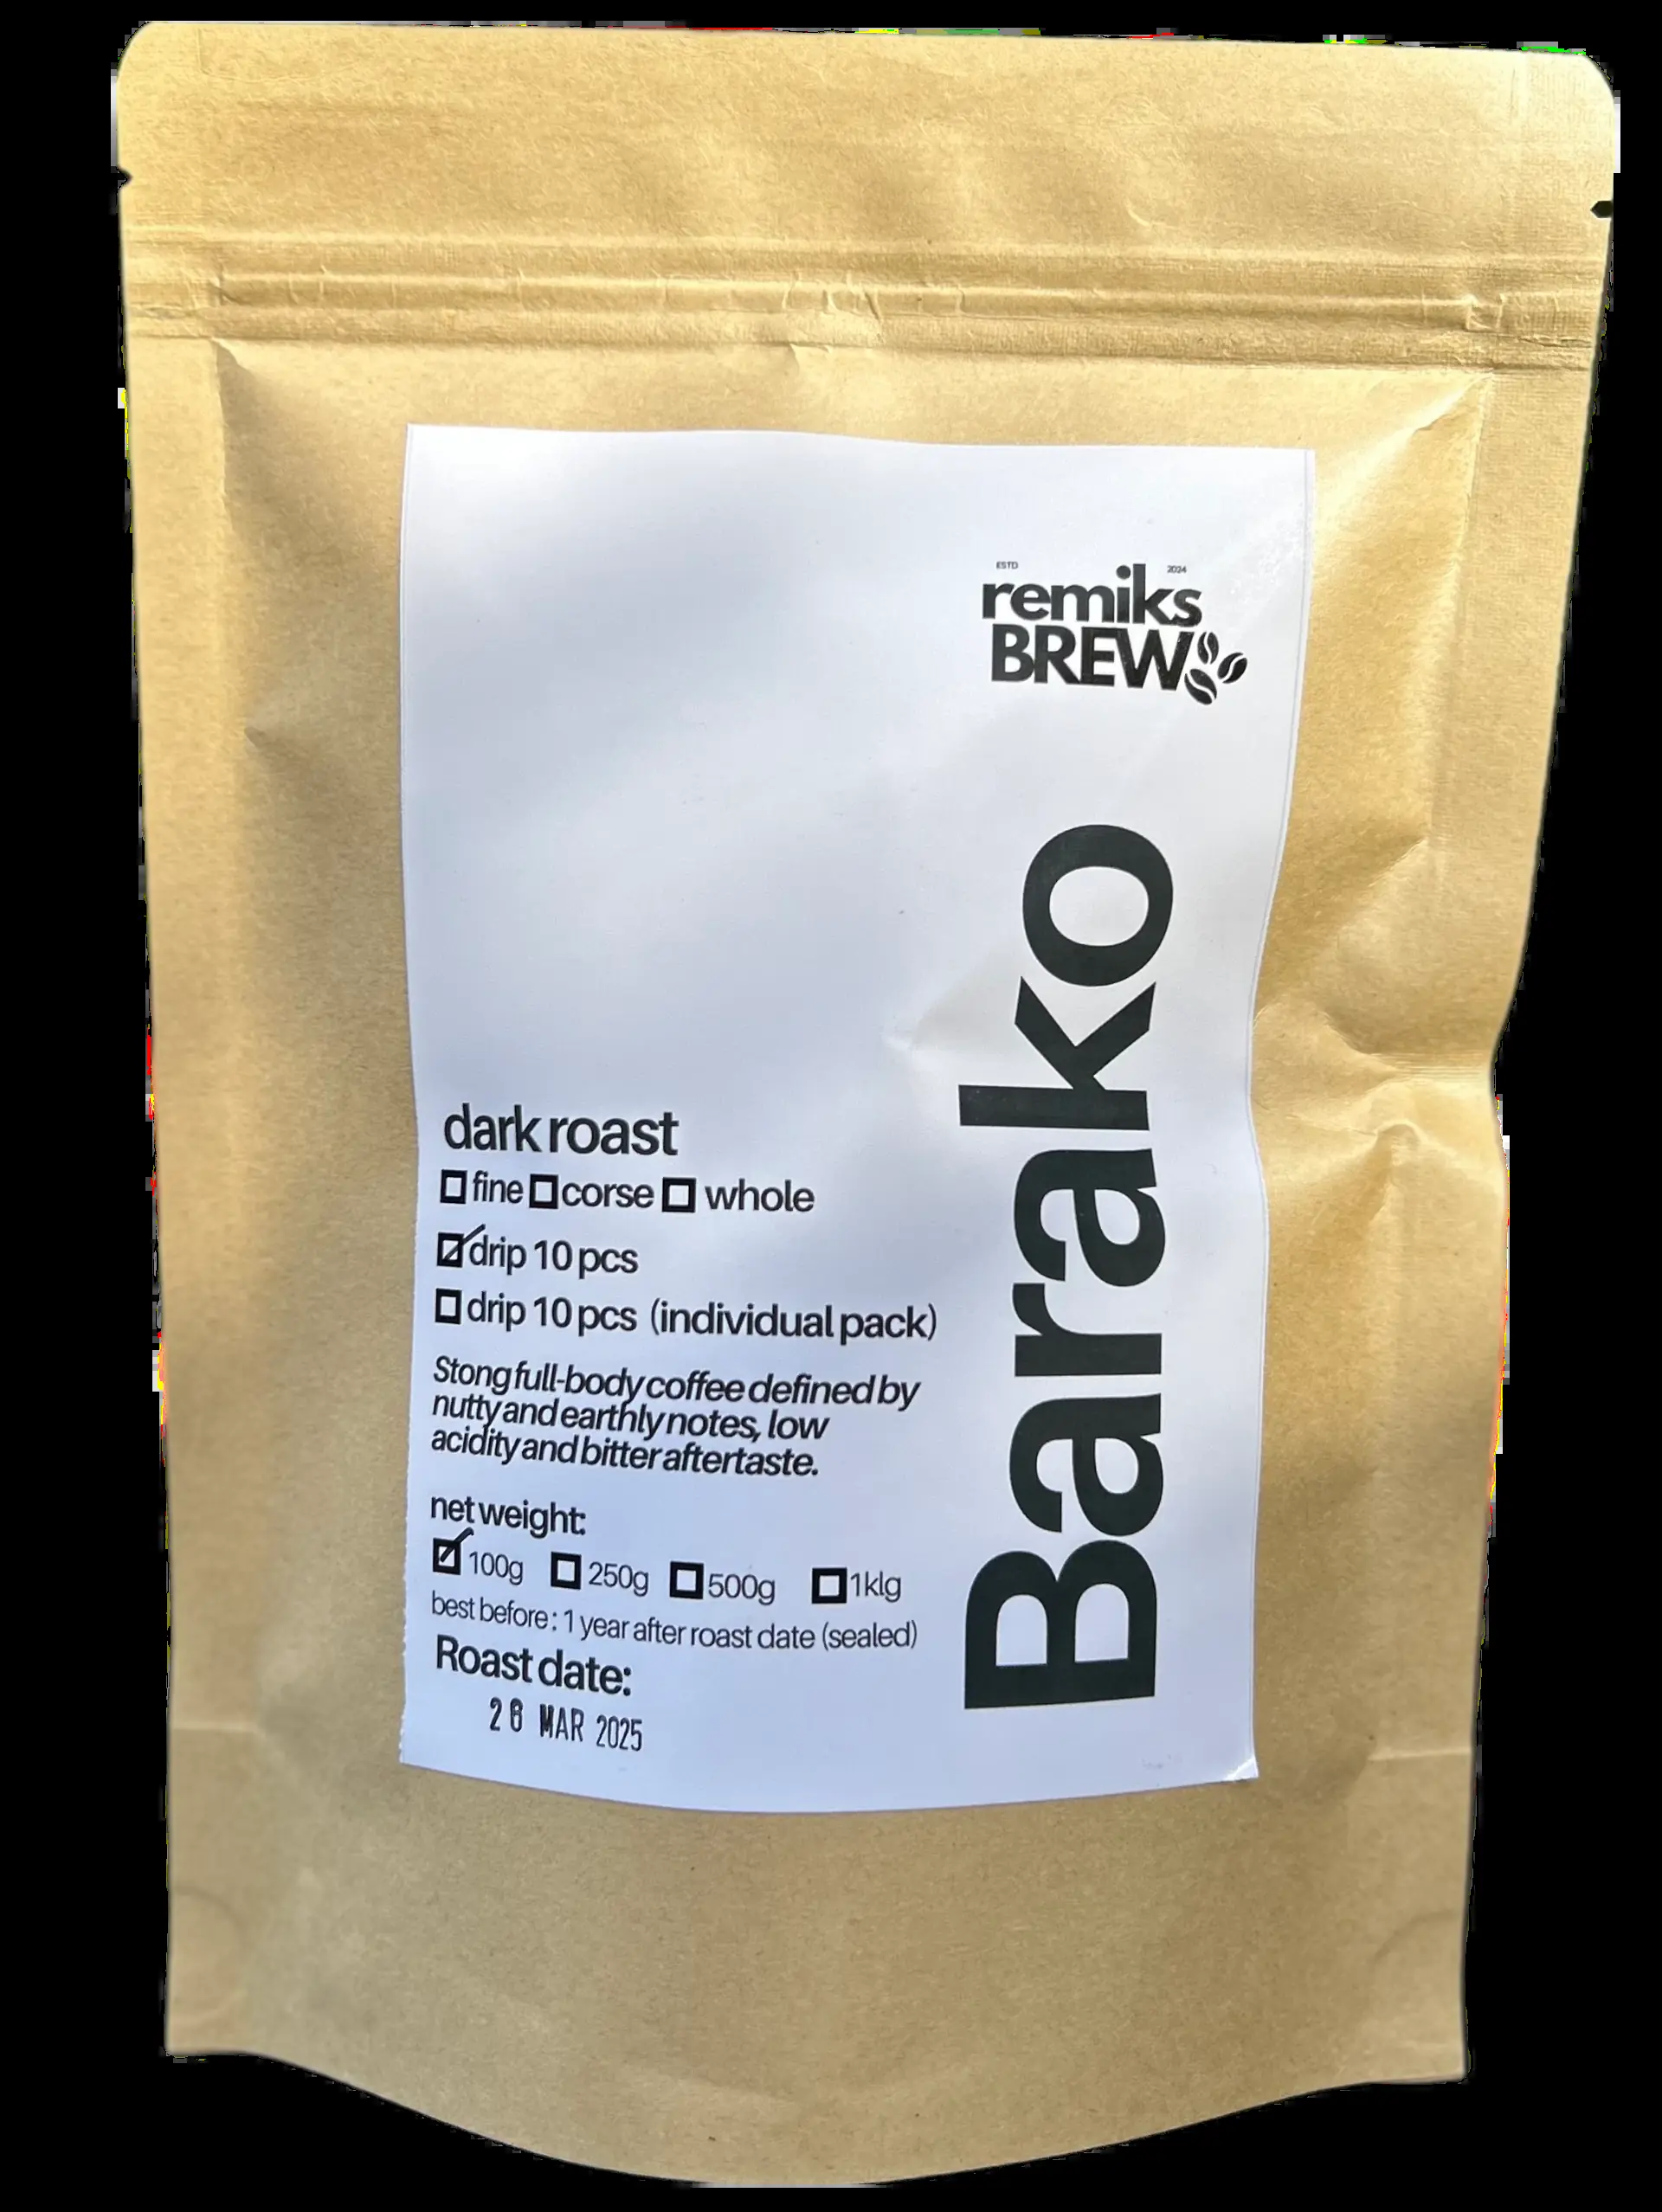 ESTD 2024
remiks
BREW
Barako
dark roast
fine corse whole
drip 10 pcs
drip 10 pcs (individual pack)
Stong full-body coffee defined by
nutty and earthly notes, low
acidity and bitter aftertaste.
net weight:
100g 250g 500g 1klg
best before: 1 year after roast date (sealed)
Roast date:
26 MAR 2025